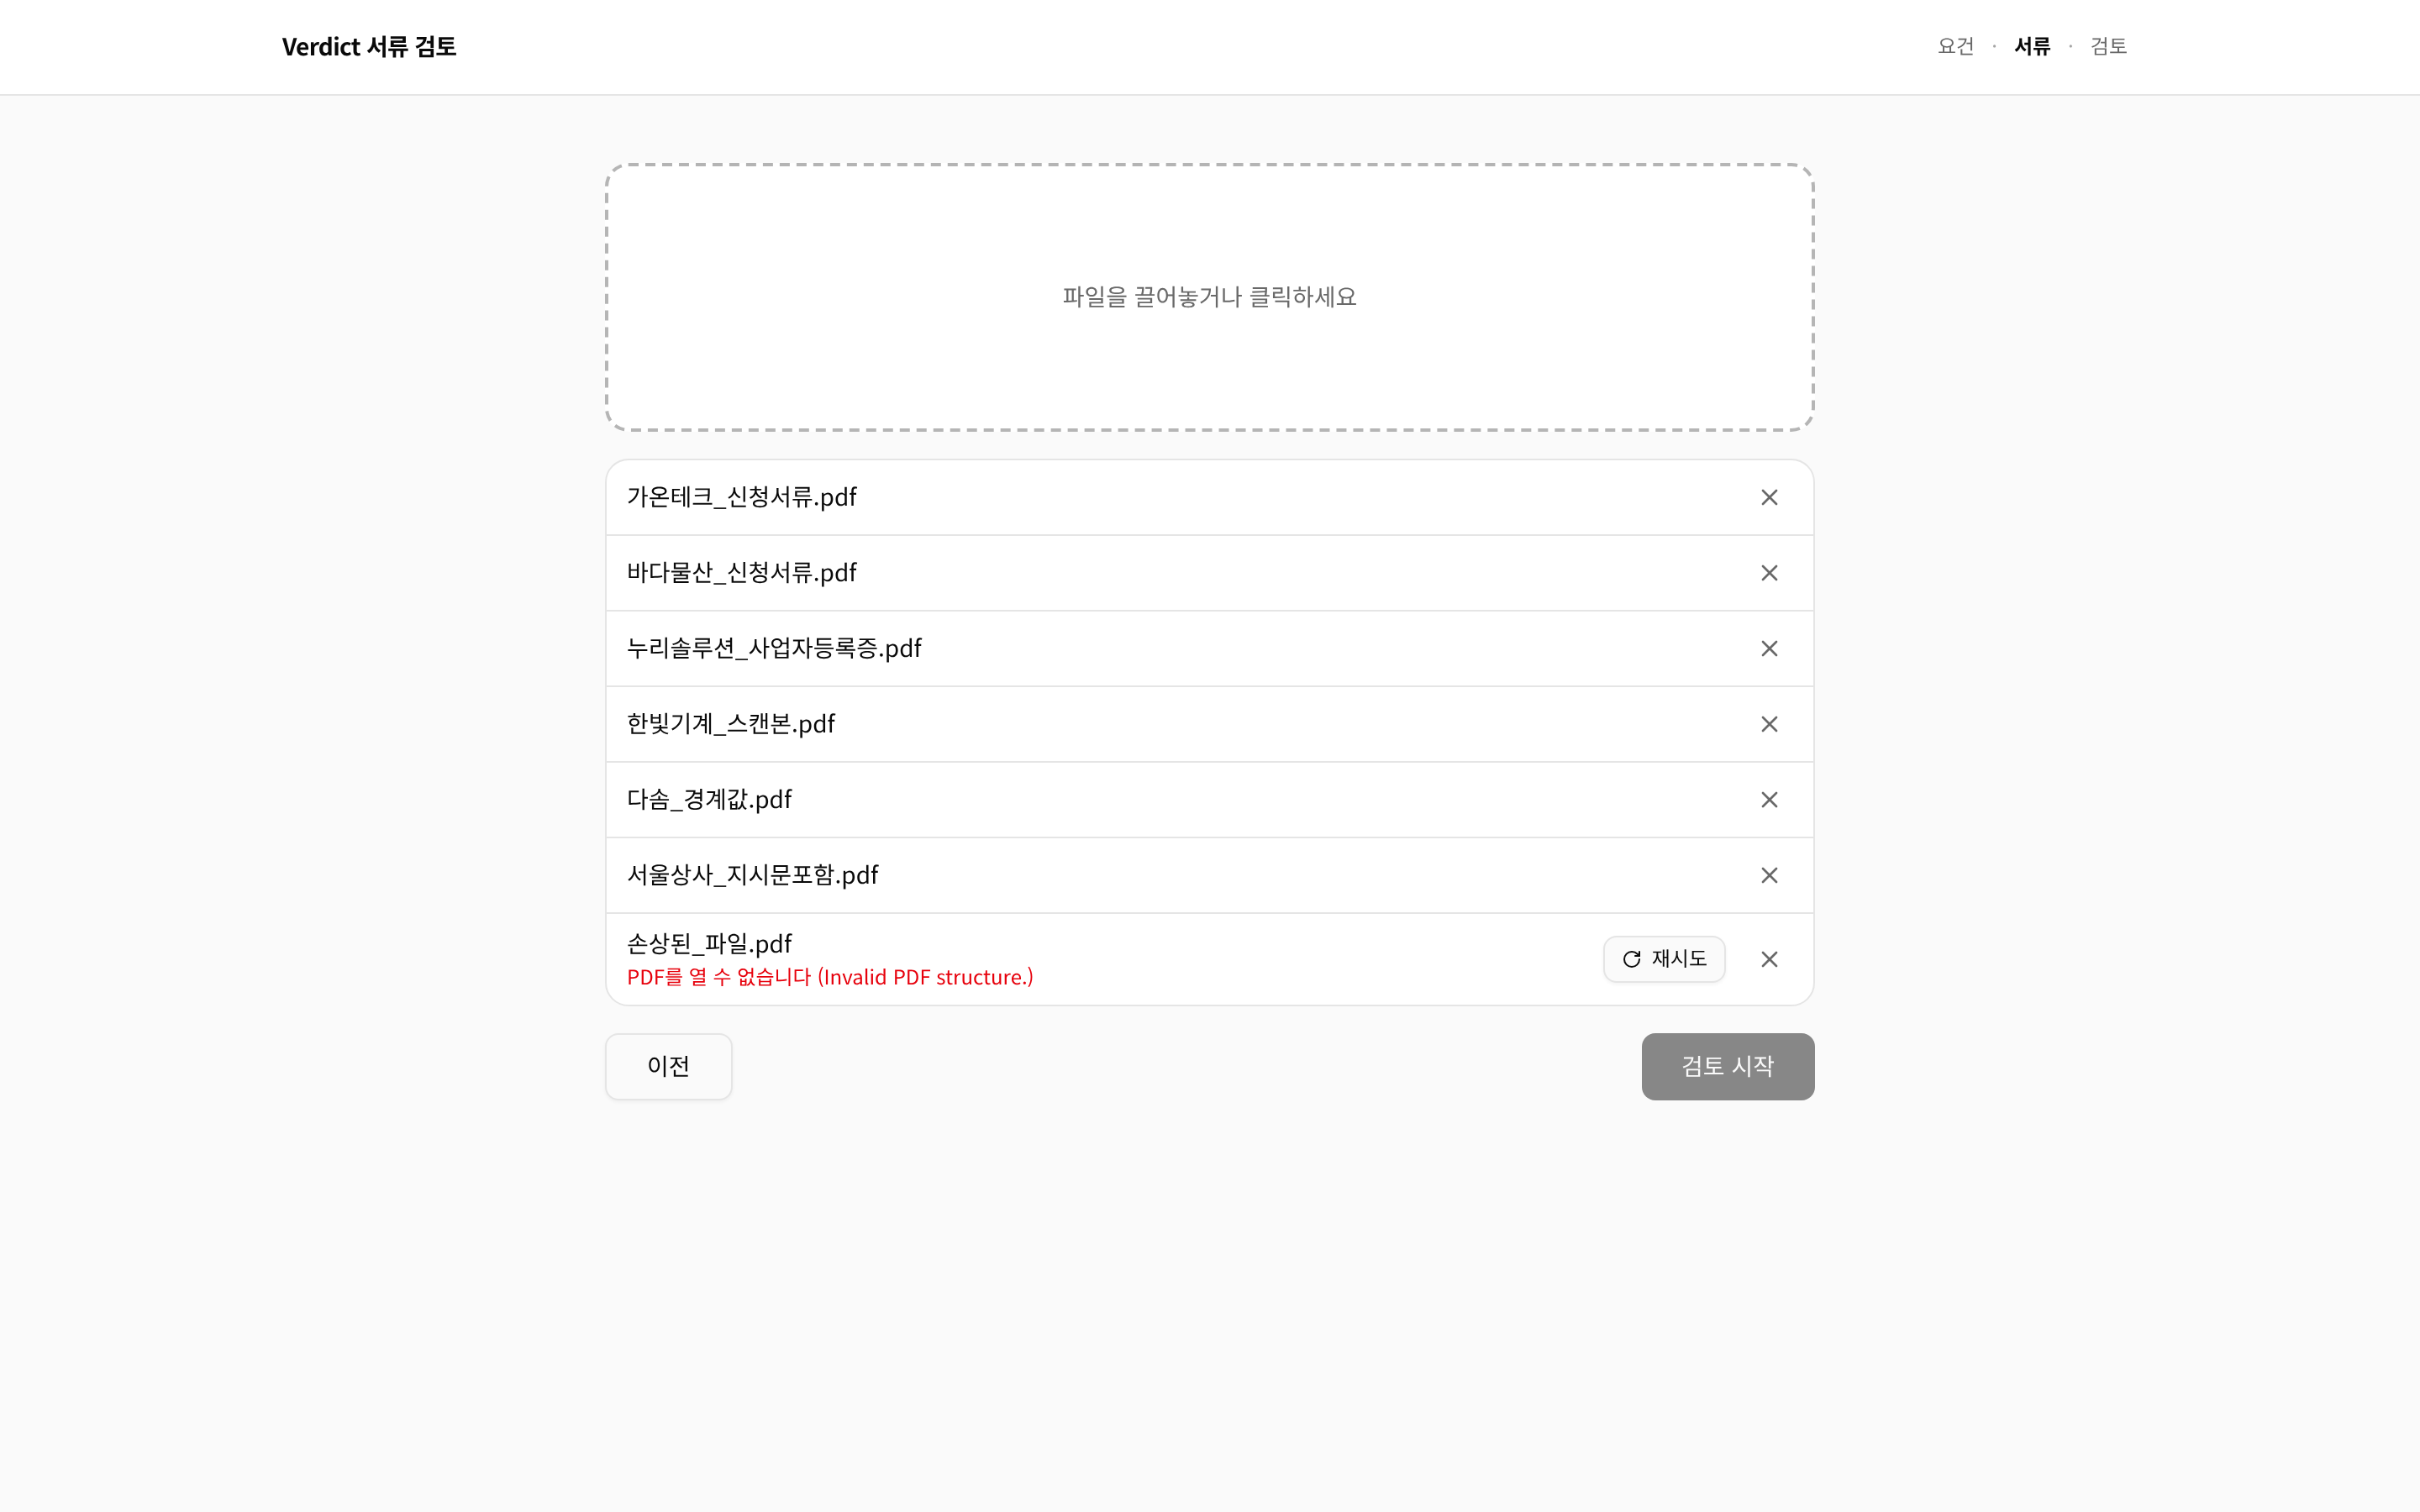 Verdict 서류 검토
요건 · 서류 · 검토
파일을 끌어놓거나 클릭하세요
가온테크_신청서류.pdf
바다물산_신청서류.pdf
누리솔루션_사업자등록증.pdf
한빛기계_스캔본.pdf
다솜_경계값.pdf
서울상사_지시문포함.pdf
손상된_파일.pdf
PDF를 열 수 없습니다 (Invalid PDF structure.)
재시도
이전
검토 시작